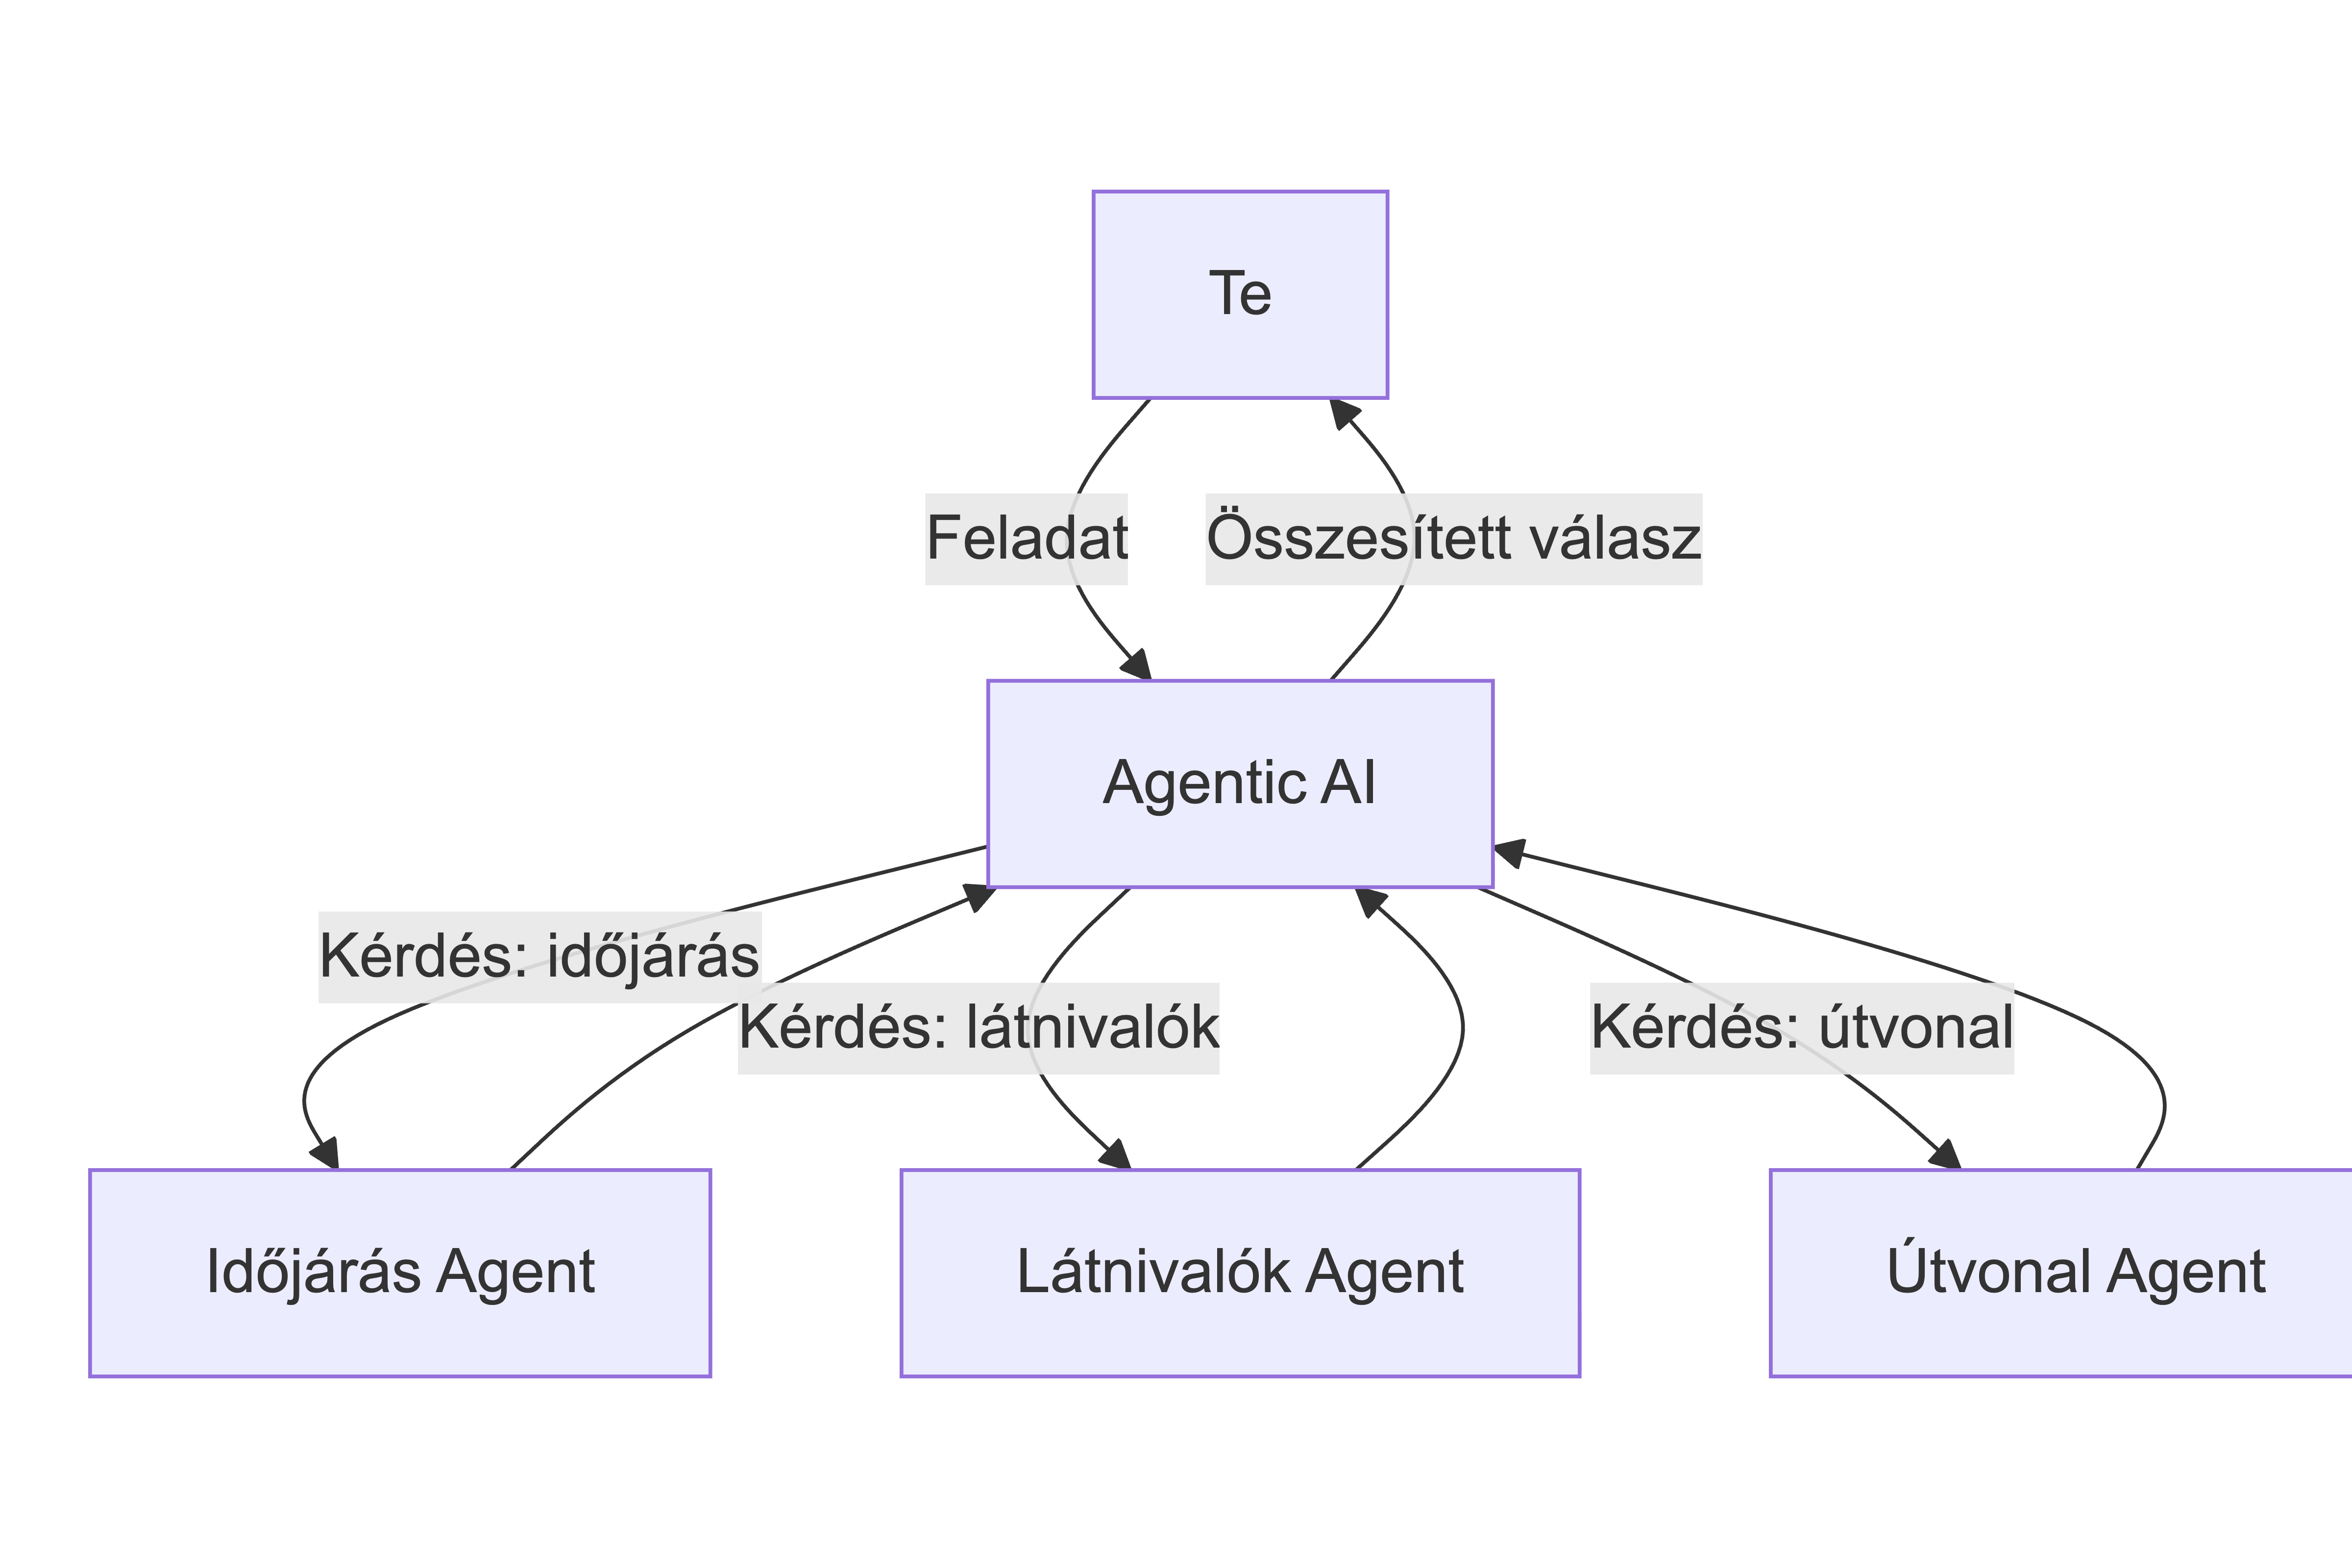 Te
Feladat
Összesített válasz
Agentic AI
Kérdés: időjárás
Kérdés: látnivalók
Kérdés: útvonal
Időjárás Agent
Látnivalók Agent
Útvonal Agent